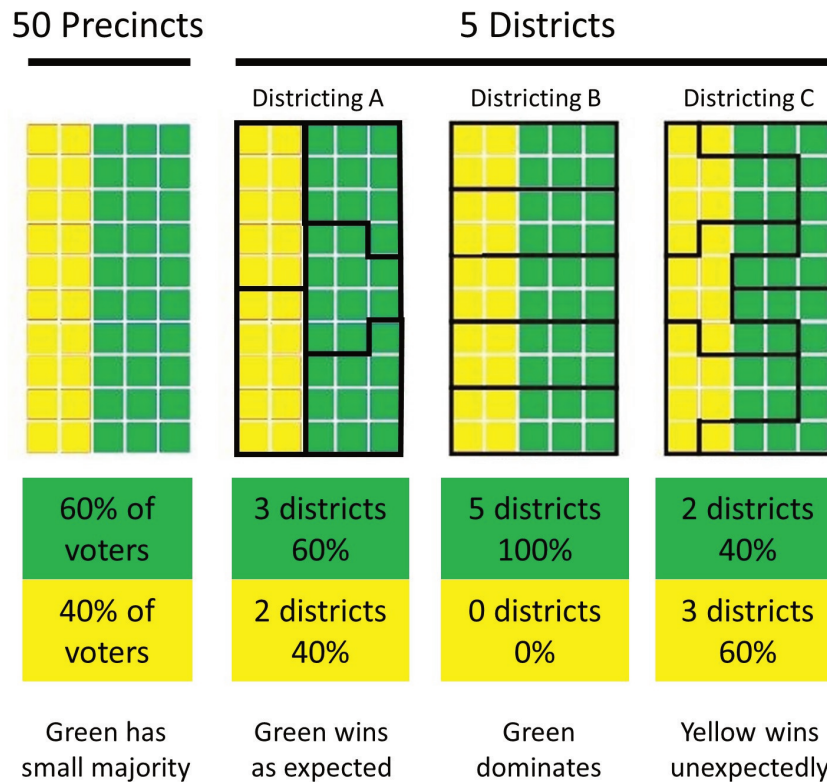 50 Precincts
5 Districts
Districting A
Districting B
Districting C
60% of
voters
3 districts
60%
5 districts
100%
2 districts
40%
40% of
voters
2 districts
40%
0 districts
0%
3 districts
60%
Green has
small majority
Green wins
as expected
Green
dominates
Yellow wins
unexpectedly